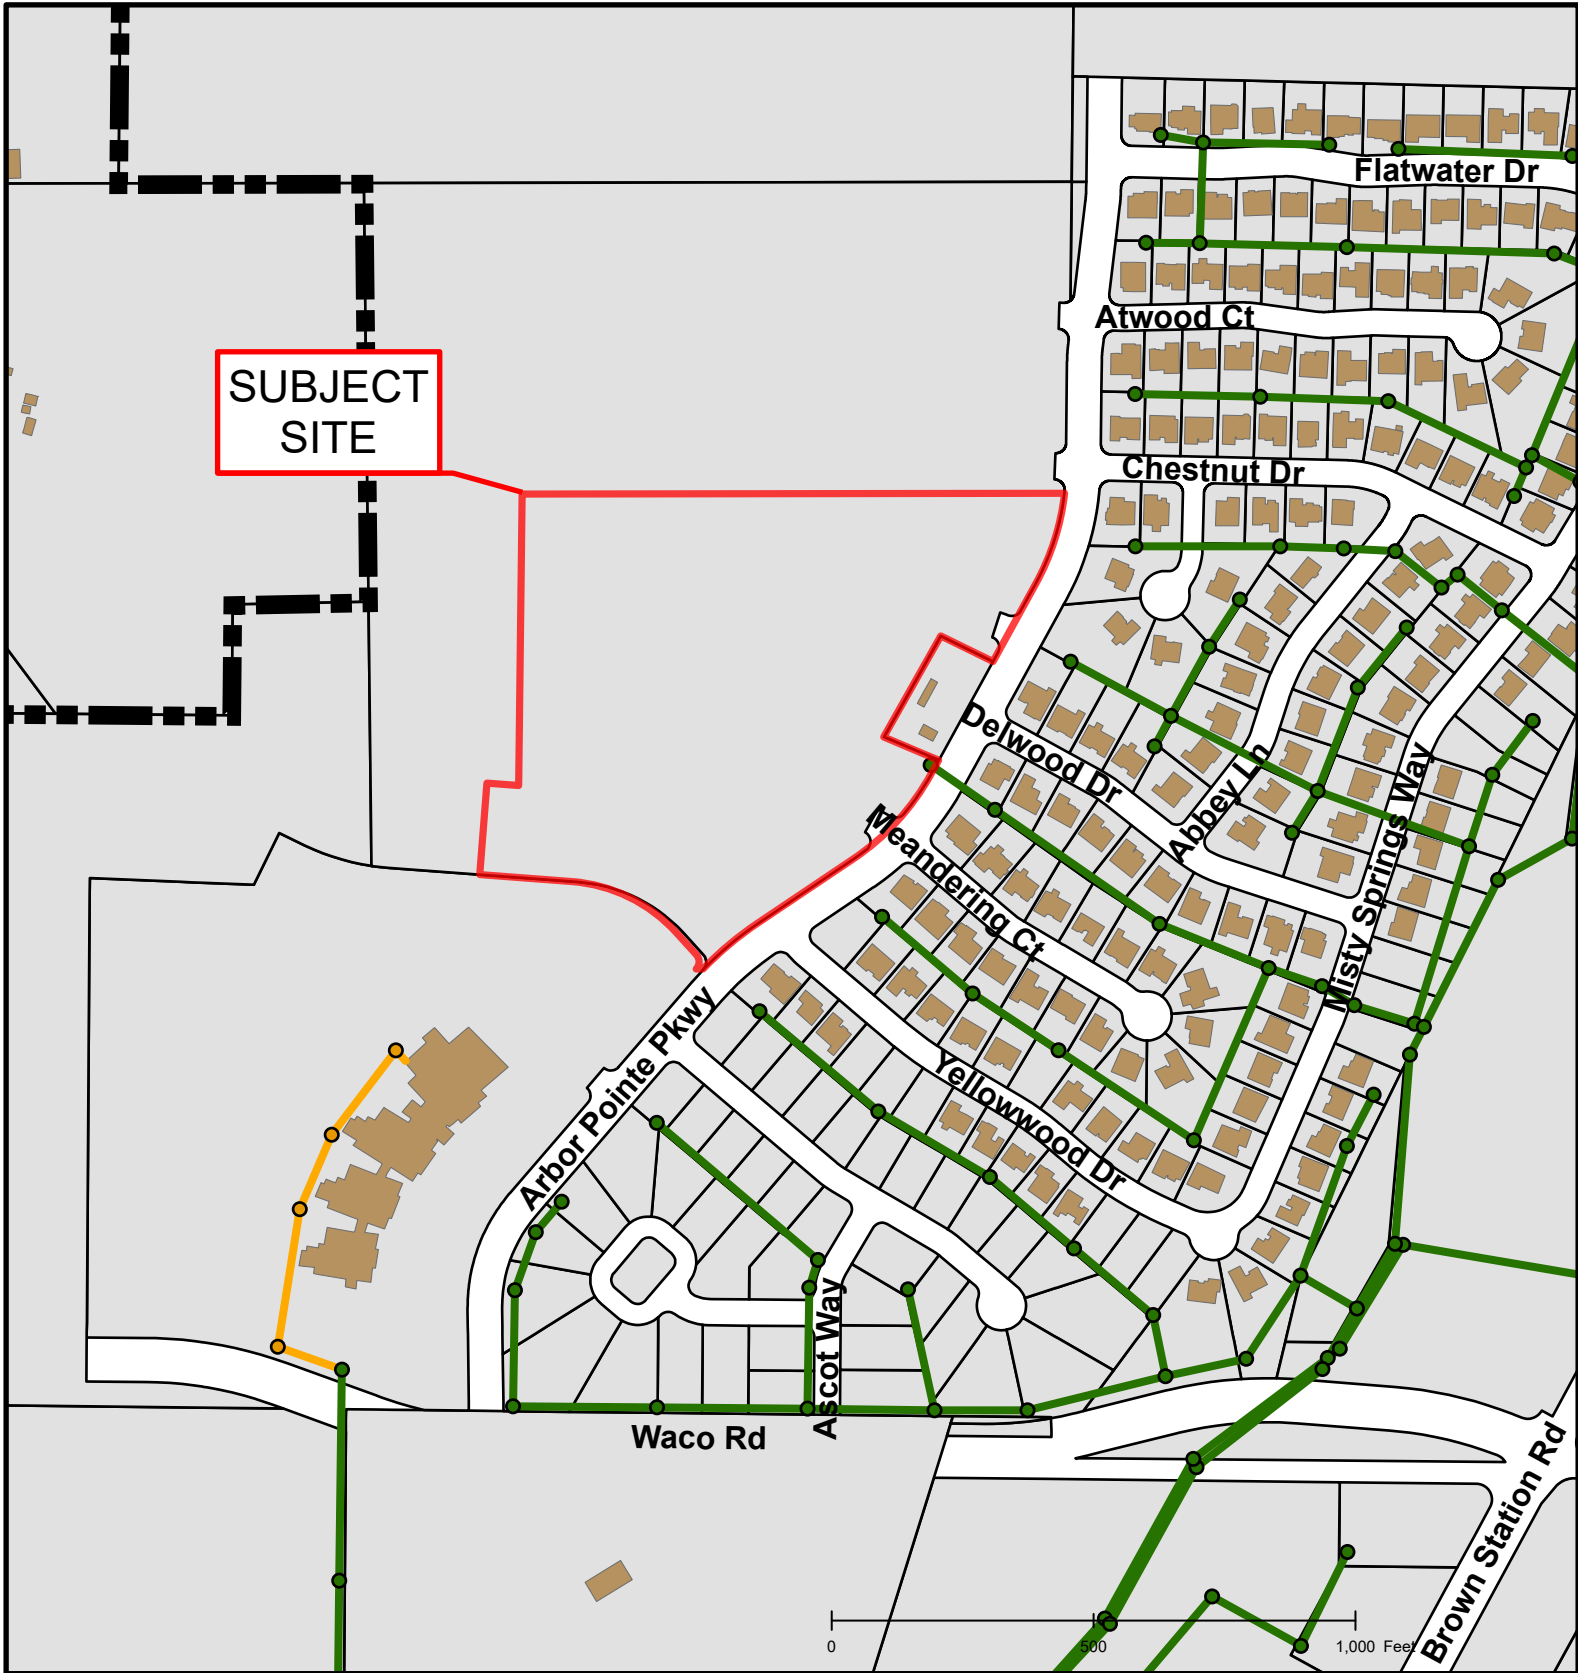 Flatwater Dr
Atwood Ct
SUBJECT
SITE
Chestnut Dr
Delwood Dr
Abbey Ln
Misty Springs Way
Meandering Ct
Arbor Pointe Pkwy
Yellowwood Dr
Ascot Way
Waco Rd
Brown Station Rd
0 500 1,000 Feet